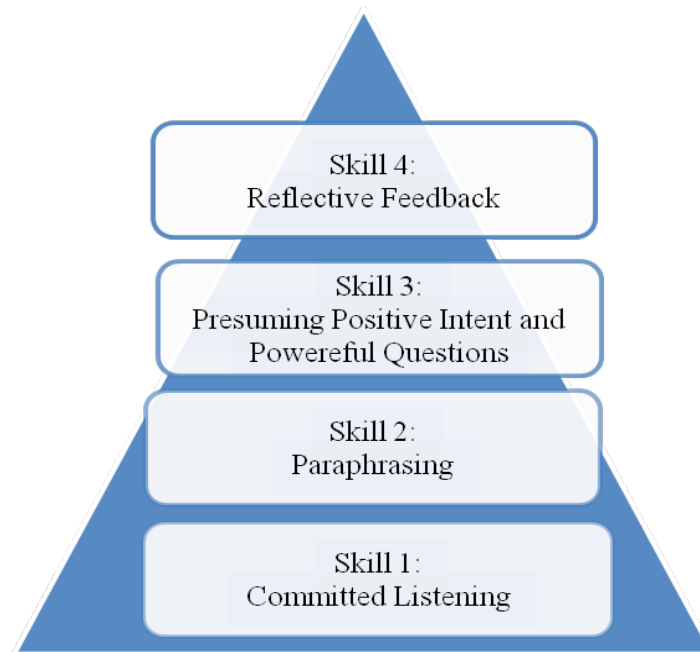 Skill 4:
Reflective Feedback
Skill 3:
Presuming Positive Intent and
Powereful Questions
Skill 2:
Paraphrasing
Skill 1:
Committed Listening